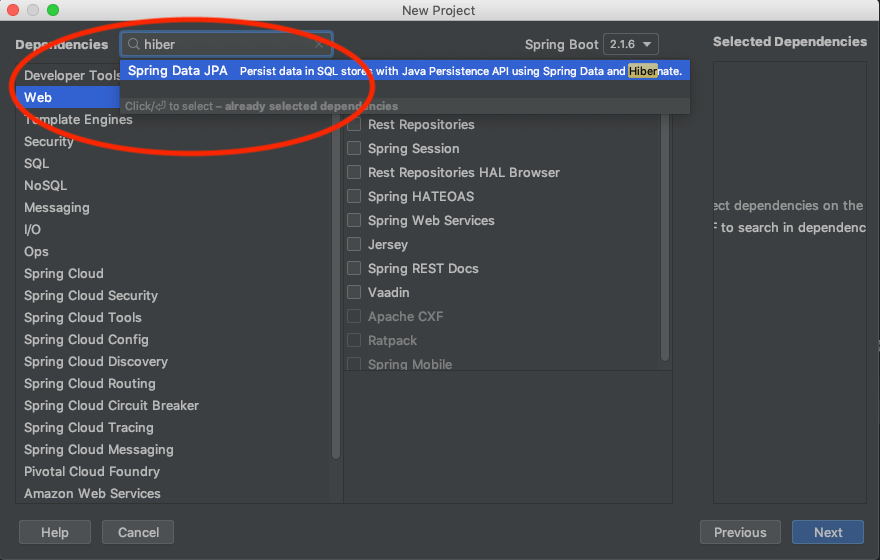 New Project
Dependencies
hiber
Spring Boot 2.1.6
Selected Dependencies
Spring Data JPA Persist data in SQL stores with Java Persistence API using Spring Data and Hibernate.
Click/⏎ to select – already selected dependencies
Developer Tools
Web
Template Engines
Security
SQL
NoSQL
Messaging
I/O
Ops
Spring Cloud
Spring Cloud Security
Spring Cloud Tools
Spring Cloud Config
Spring Cloud Discovery
Spring Cloud Routing
Spring Cloud Circuit Breaker
Spring Cloud Tracing
Spring Cloud Messaging
Pivotal Cloud Foundry
Amazon Web Services
Rest Repositories
Spring Session
Rest Repositories HAL Browser
Spring HATEOAS
Spring Web Services
Jersey
Spring REST Docs
Vaadin
Apache CXF
Ratpack
Spring Mobile
ect dependencies on the
F to search in dependenc
Help
Cancel
Previous
Next